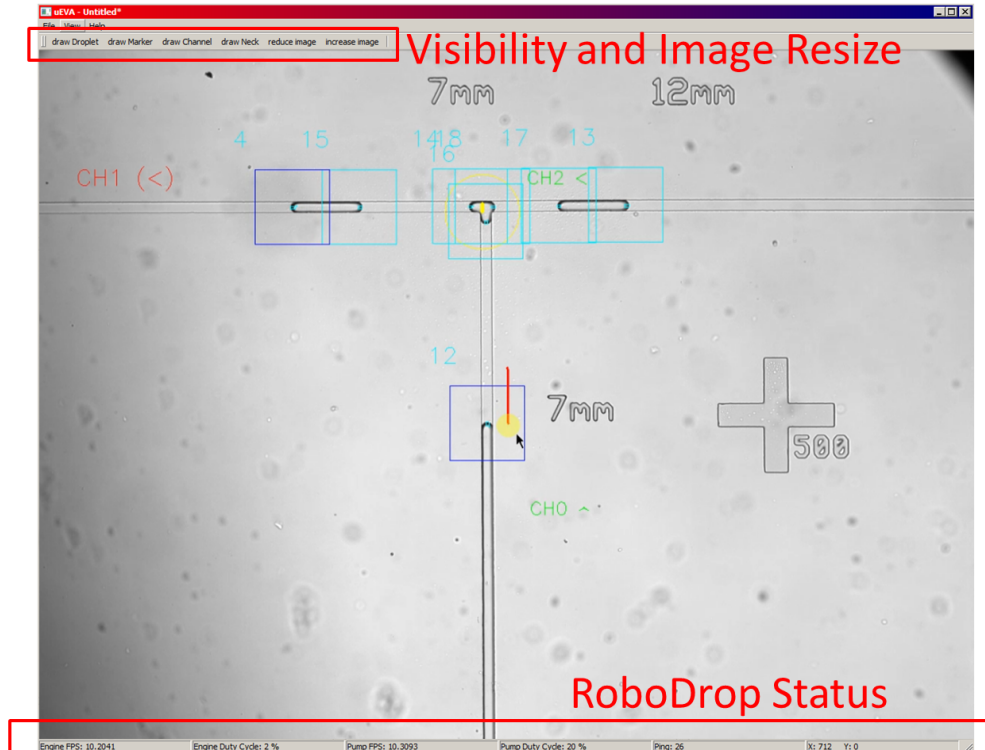 uEVA - Untitled*
File View Help
draw Droplet draw Marker draw Channel draw Neck reduce image increase image
Visibility and Image Resize
7mm 12mm
4 15 14 18 17 13
16
CH1 (<) CH2 <
12
7mm
500
CH0 ^
RoboDrop Status
Engine FPS: 10.2041 Engine Duty Cycle: 2 % Pump FPS: 10.3093 Pump Duty Cycle: 20 % Ping: 26 X: 712 Y: 0